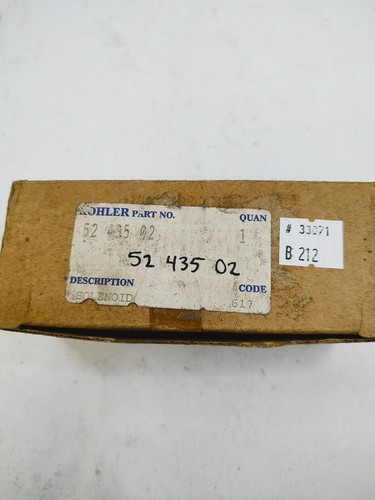 KOHLER PART NO. QUAN
52 435 02 1
52 435 02
DESCRIPTION CODE
SOLENOID 617
# 33071
B 212